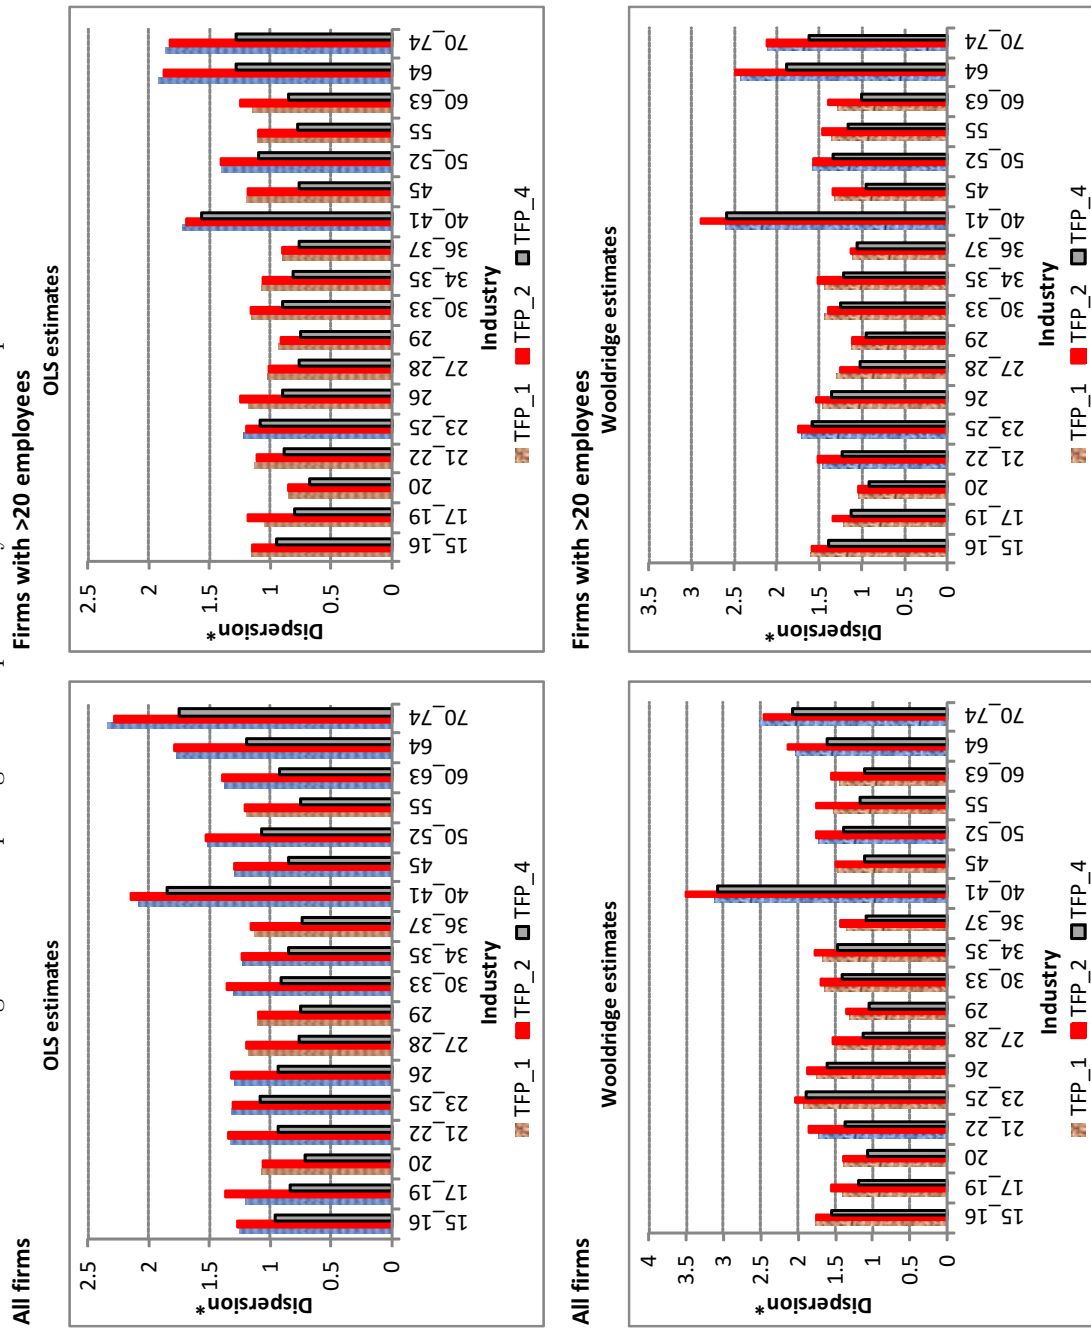 All firms
Firms with >20 employees
OLS estimates
2.5
2
1.5
1
0.5
0
Dispersion*
15_16 17_19 20 21_22 23_25 26 27_28 29 30_33 34_35 36_37 40_41 45 50_52 55 60_63 64 70_74
Industry
TFP_1 TFP_2 TFP_4
OLS estimates
2.5
2
1.5
1
0.5
0
Dispersion*
15_16 17_19 20 21_22 23_25 26 27_28 29 30_33 34_35 36_37 40_41 45 50_52 55 60_63 64 70_74
Industry
TFP_1 TFP_2 TFP_4
All firms
Firms with >20 employees
Wooldridge estimates
4
3.5
3
2.5
2
1.5
1
0.5
0
Dispersion*
15_16 17_19 20 21_22 23_25 26 27_28 29 30_33 34_35 36_37 40_41 45 50_52 55 60_63 64 70_74
Industry
TFP_1 TFP_2 TFP_4
Wooldridge estimates
3.5
3
2.5
2
1.5
1
0.5
0
Dispersion*
15_16 17_19 20 21_22 23_25 26 27_28 29 30_33 34_35 36_37 40_41 45 50_52 55 60_63 64 70_74
Industry
TFP_1 TFP_2 TFP_4